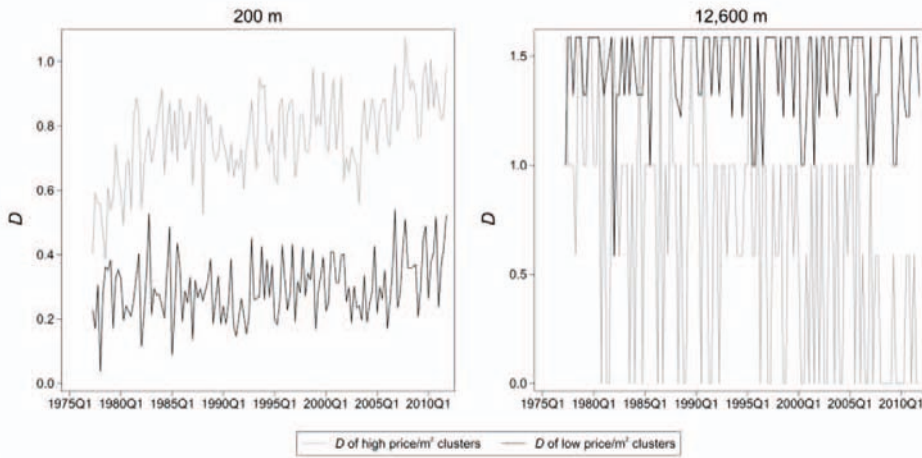 200 m
12,600 m
D
1.0
0.8
0.6
0.4
0.2
0.0
1975Q1 1980Q1 1985Q1 1990Q1 1995Q1 2000Q1 2005Q1 2010Q1
D
1.5
1.0
0.5
0.0
1975Q1 1980Q1 1985Q1 1990Q1 1995Q1 2000Q1 2005Q1 2010Q1
D of high price/m² clusters
D of low price/m² clusters